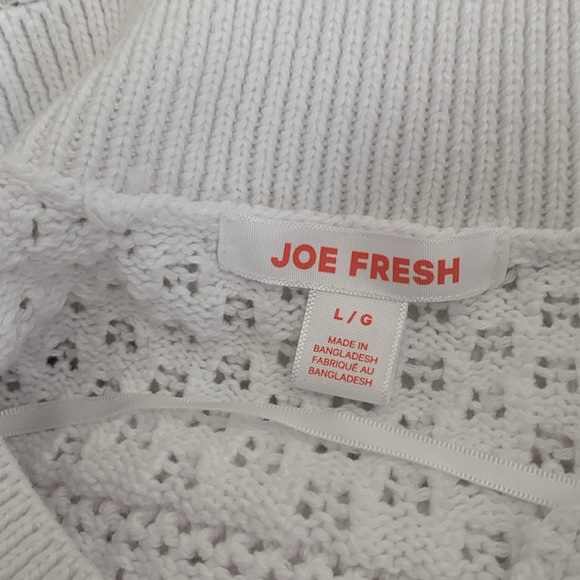 JOE FRESH
L / G
MADE IN
BANGLADESH
FABRIQUÉ AU
BANGLADESH